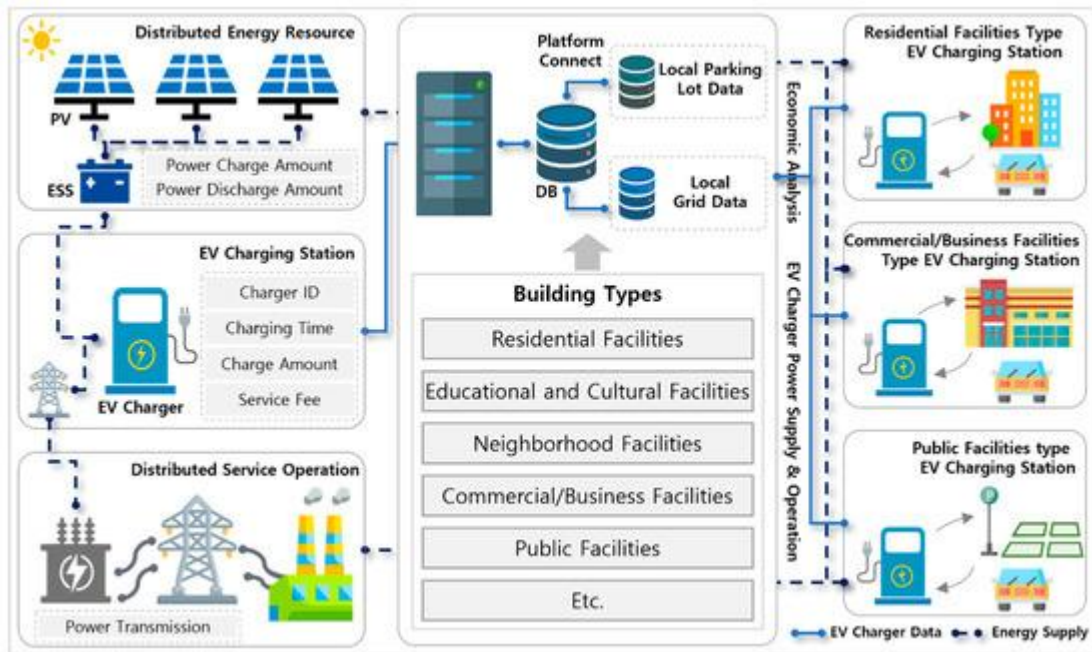 Distributed Energy Resource
PV
ESS
Power Charge Amount
Power Discharge Amount
EV Charging Station
Charger ID
Charging Time
Charge Amount
Service Fee
EV Charger
Distributed Service Operation
Power Transmission
Platform
Connect
Local Parking
Lot Data
DB
Local
Grid Data
Building Types
Residential Facilities
Educational and Cultural Facilities
Neighborhood Facilities
Commercial/Business Facilities
Public Facilities
Etc.
Economic Analysis
EV Charger Power Supply & Operation
Residential Facilities Type
EV Charging Station
Commercial/Business Facilities
Type EV Charging Station
Public Facilities type
EV Charging Station
EV Charger Data
Energy Supply